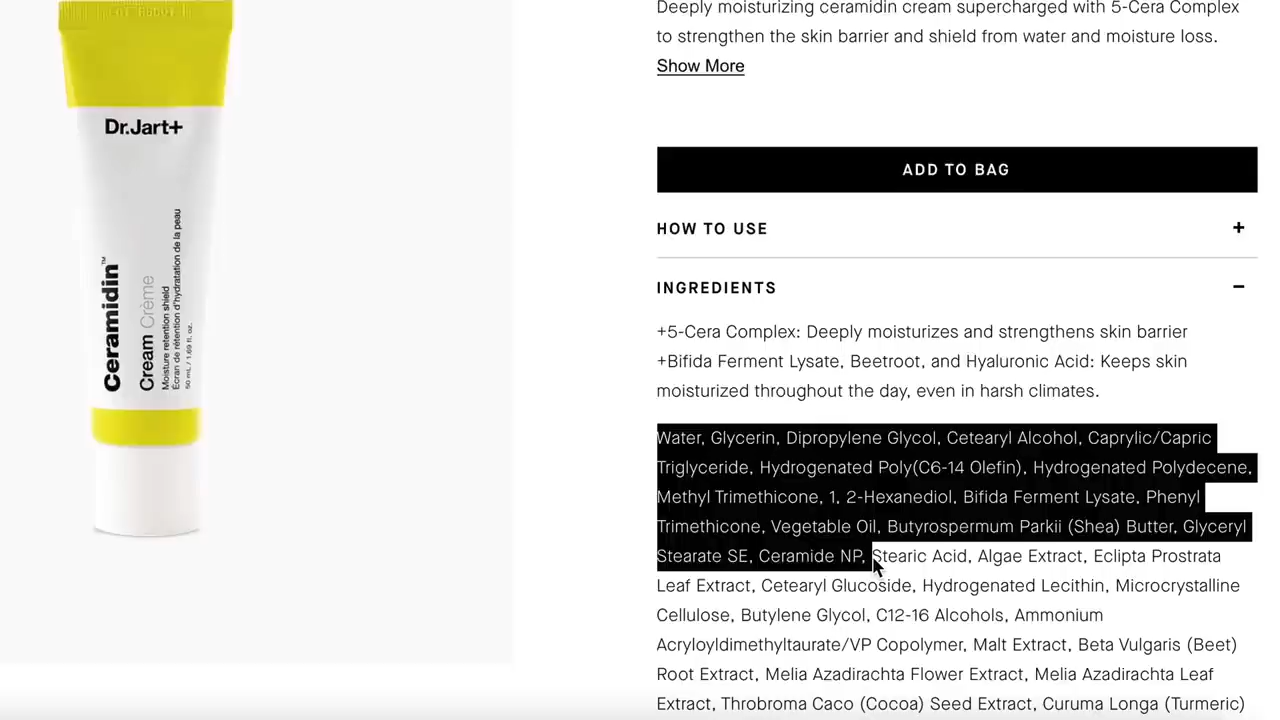 Dr.Jart+
Ceramidin™
Cream Crème
Moisture retention shield
Écran de rétention d'hydratation de la peau
50 mL / 1.69 fl. oz.
Deeply moisturizing ceramidin cream supercharged with 5-Cera Complex
to strengthen the skin barrier and shield from water and moisture loss.
Show More
ADD TO BAG
HOW TO USE +
INGREDIENTS −
+5-Cera Complex: Deeply moisturizes and strengthens skin barrier
+Bifida Ferment Lysate, Beetroot, and Hyaluronic Acid: Keeps skin
moisturized throughout the day, even in harsh climates.
Water, Glycerin, Dipropylene Glycol, Cetearyl Alcohol, Caprylic/Capric
Triglyceride, Hydrogenated Poly(C6-14 Olefin), Hydrogenated Polydecene,
Methyl Trimethicone, 1, 2-Hexanediol, Bifida Ferment Lysate, Phenyl
Trimethicone, Vegetable Oil, Butyrospermum Parkii (Shea) Butter, Glyceryl
Stearate SE, Ceramide NP, Stearic Acid, Algae Extract, Eclipta Prostrata
Leaf Extract, Cetearyl Glucoside, Hydrogenated Lecithin, Microcrystalline
Cellulose, Butylene Glycol, C12-16 Alcohols, Ammonium
Acryloyldimethyltaurate/VP Copolymer, Malt Extract, Beta Vulgaris (Beet)
Root Extract, Melia Azadirachta Flower Extract, Melia Azadirachta Leaf
Extract, Throbroma Caco (Cocoa) Seed Extract, Curuma Longa (Turmeric)